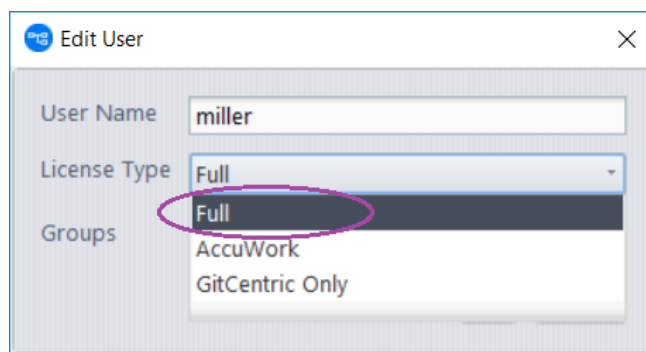 Edit User
User Name miller
License Type Full
Full
Groups
AccuWork
GitCentric Only